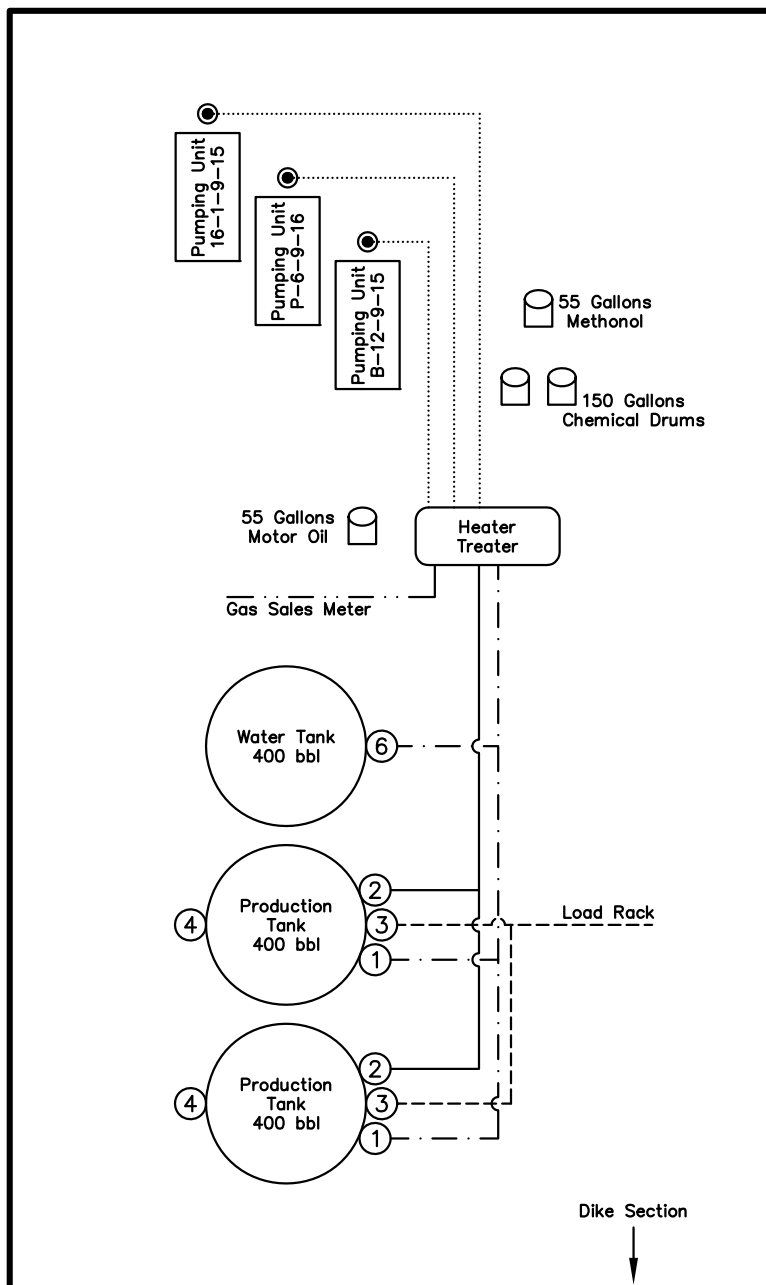 Pumping Unit
16-1-9-15
Pumping Unit
P-6-9-16
Pumping Unit
B-12-9-15
55 Gallons
Methonol
150 Gallons
Chemical Drums
55 Gallons
Motor Oil
Heater
Treater
Gas Sales Meter
Water Tank
400 bbl
6
Production
Tank
400 bbl
4
2
3
1
Load Rack
Production
Tank
400 bbl
4
2
3
1
Dike Section